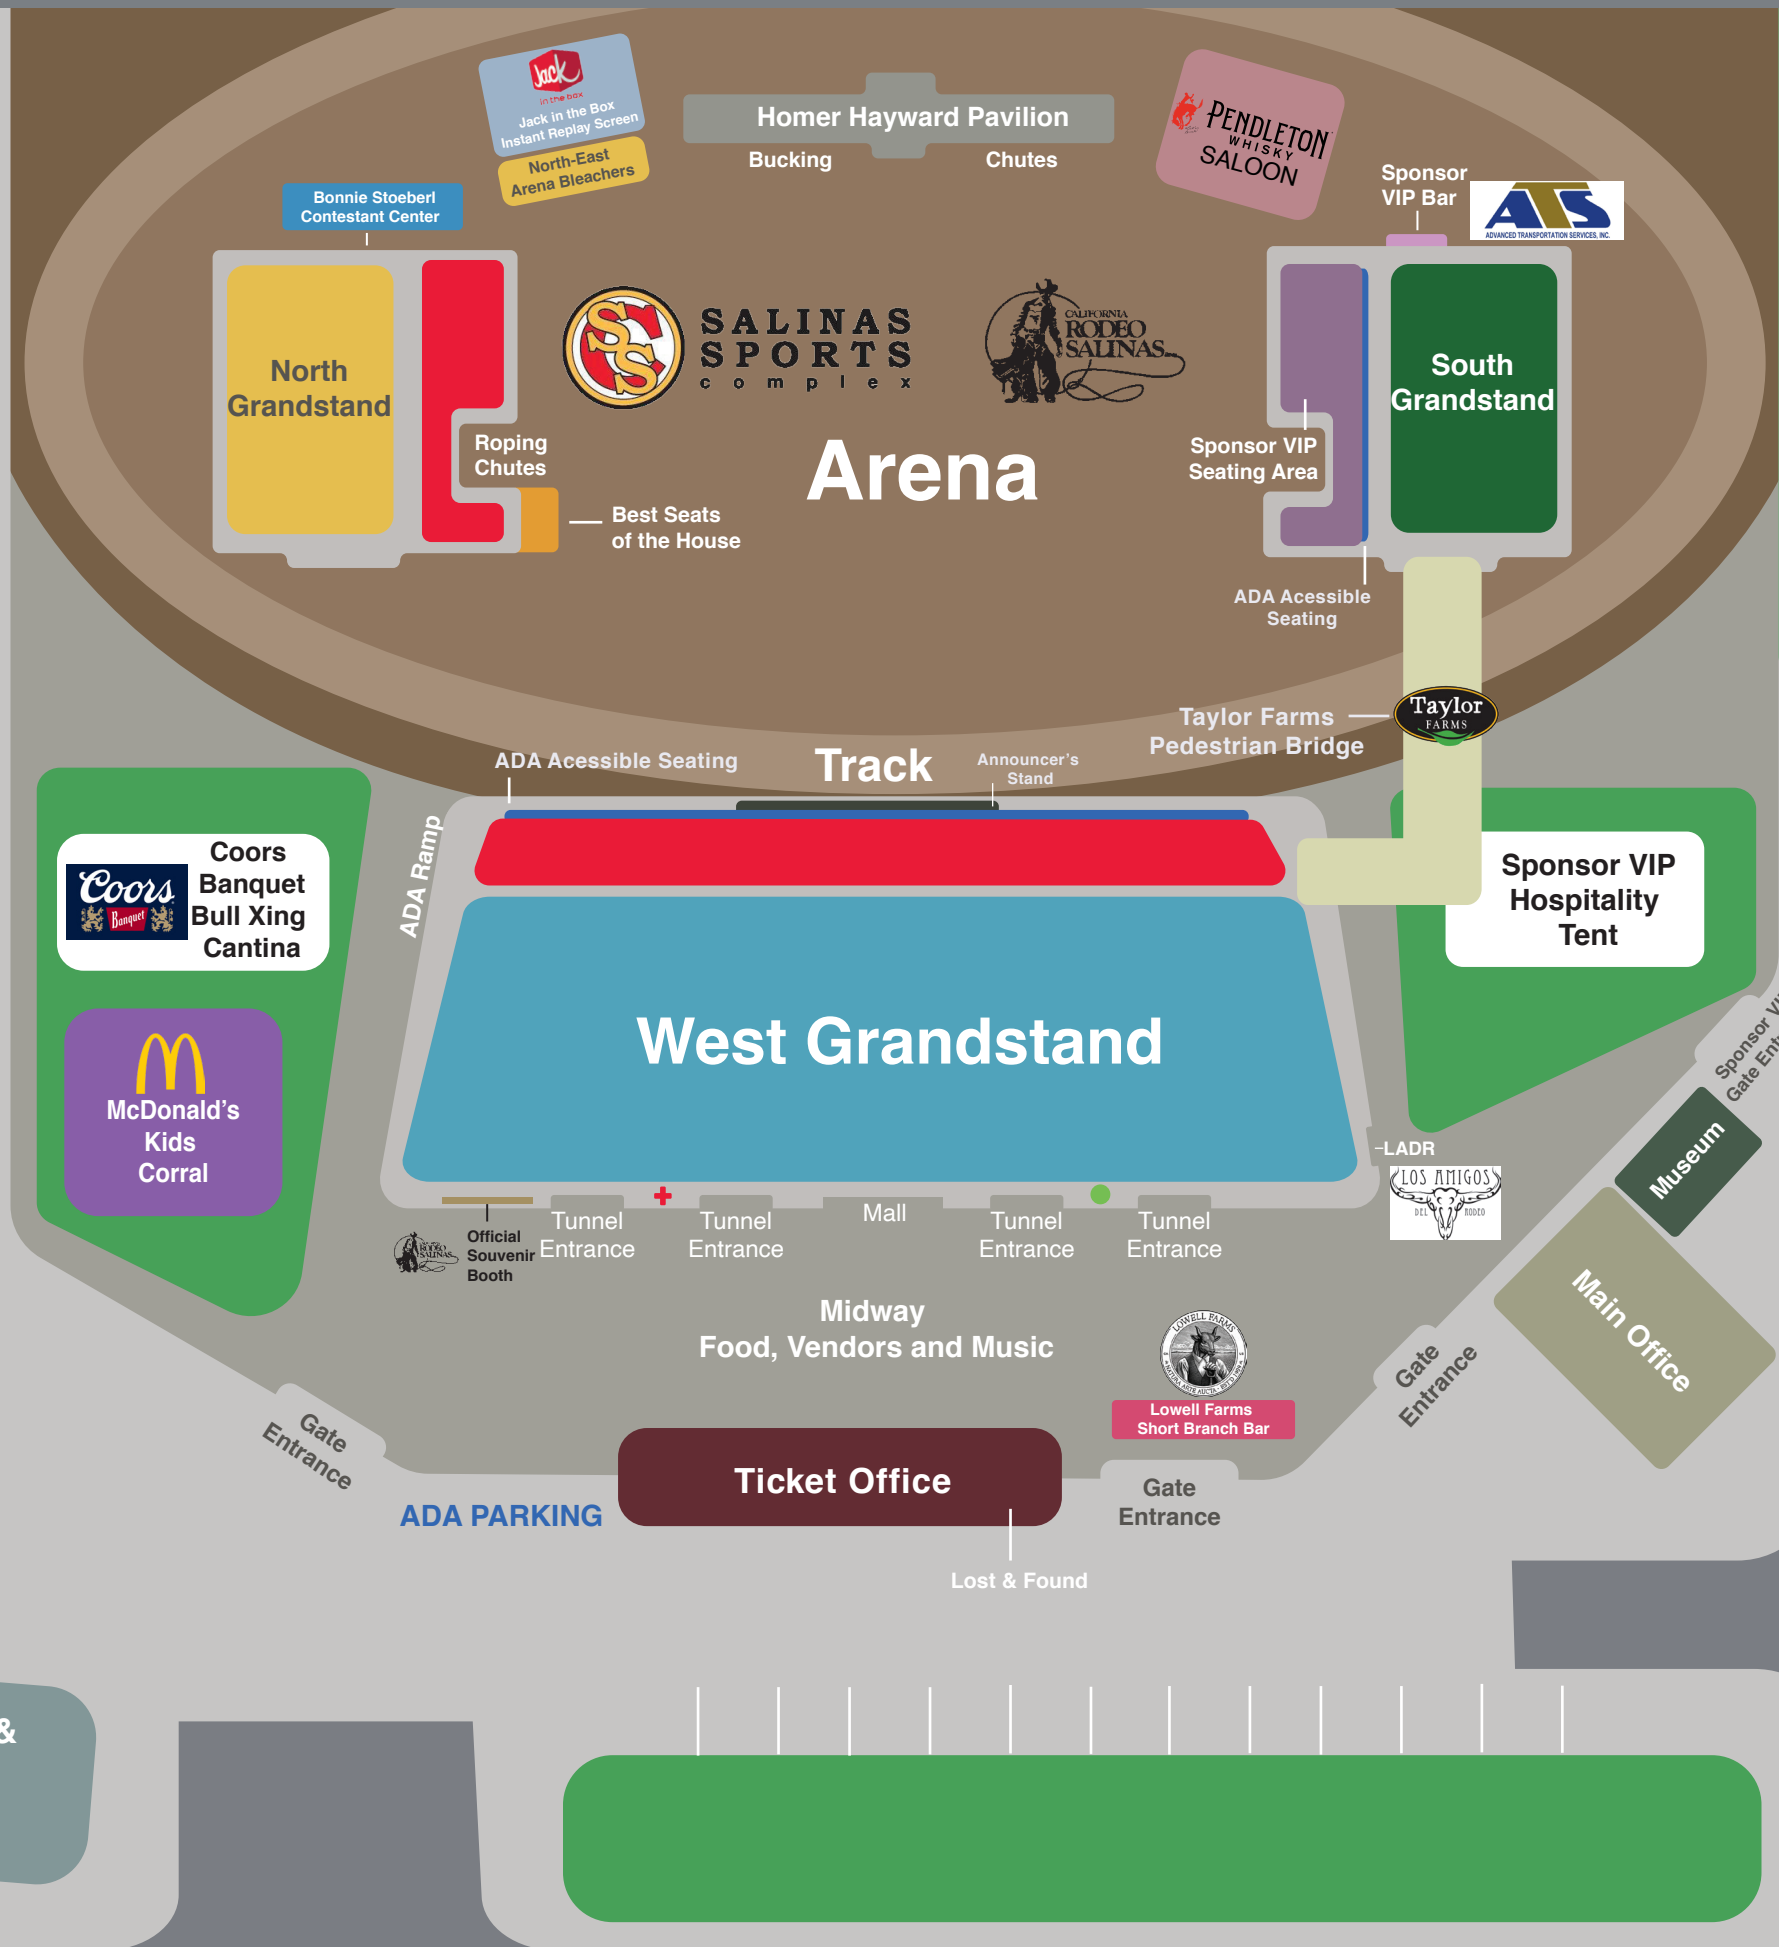 Jack
in the box
Jack in the Box
Instant Replay Screen
North-East
Arena Bleachers
Homer Hayward Pavilion
Bucking
Chutes
PENDLETON
WHISKY
SALOON
Sponsor
VIP Bar
ATS
ADVANCED TRANSPORTATION SERVICES, INC.
Bonnie Stoeberl
Contestant Center
North
Grandstand
Roping
Chutes
Best Seats
of the House
SSC
SALINAS
SPORTS
complex
CALIFORNIA
RODEO
SALINAS
Arena
Sponsor VIP
Seating Area
South
Grandstand
ADA Acessible
Seating
Taylor Farms
Pedestrian Bridge
Taylor
FARMS
ADA Acessible Seating
Track
Announcer's
Stand
ADA Ramp
Coors
Banquet
Coors
Banquet
Bull Xing
Cantina
McDonald's
Kids
Corral
West Grandstand
Sponsor VIP
Hospitality
Tent
Sponsor
Gate
LADR
LOS AMIGOS
DEL RODEO
Museum
Main Office
Official
Souvenir
Booth
RODEO
SALINAS
Tunnel
Entrance
Tunnel
Entrance
Mall
Tunnel
Entrance
Tunnel
Entrance
Midway
Food, Vendors and Music
LOWELL FARMS
Lowell Farms
Short Branch Bar
Gate
Entrance
Gate
Entrance
Gate
Entrance
ADA PARKING
Ticket Office
Lost & Found
&